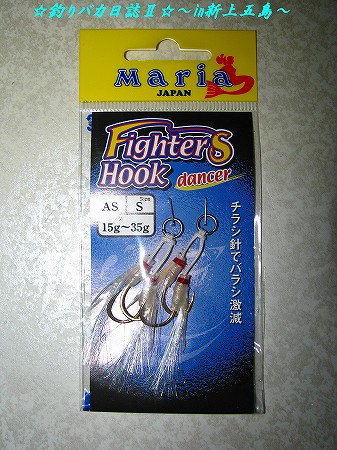 ☆釣りバカ日誌Ⅱ☆～in新上五島～
Maria
JAPAN
Fighters
Hook
dancer
AS
Size
S
15g～35g
チラシ針でバラシ激減